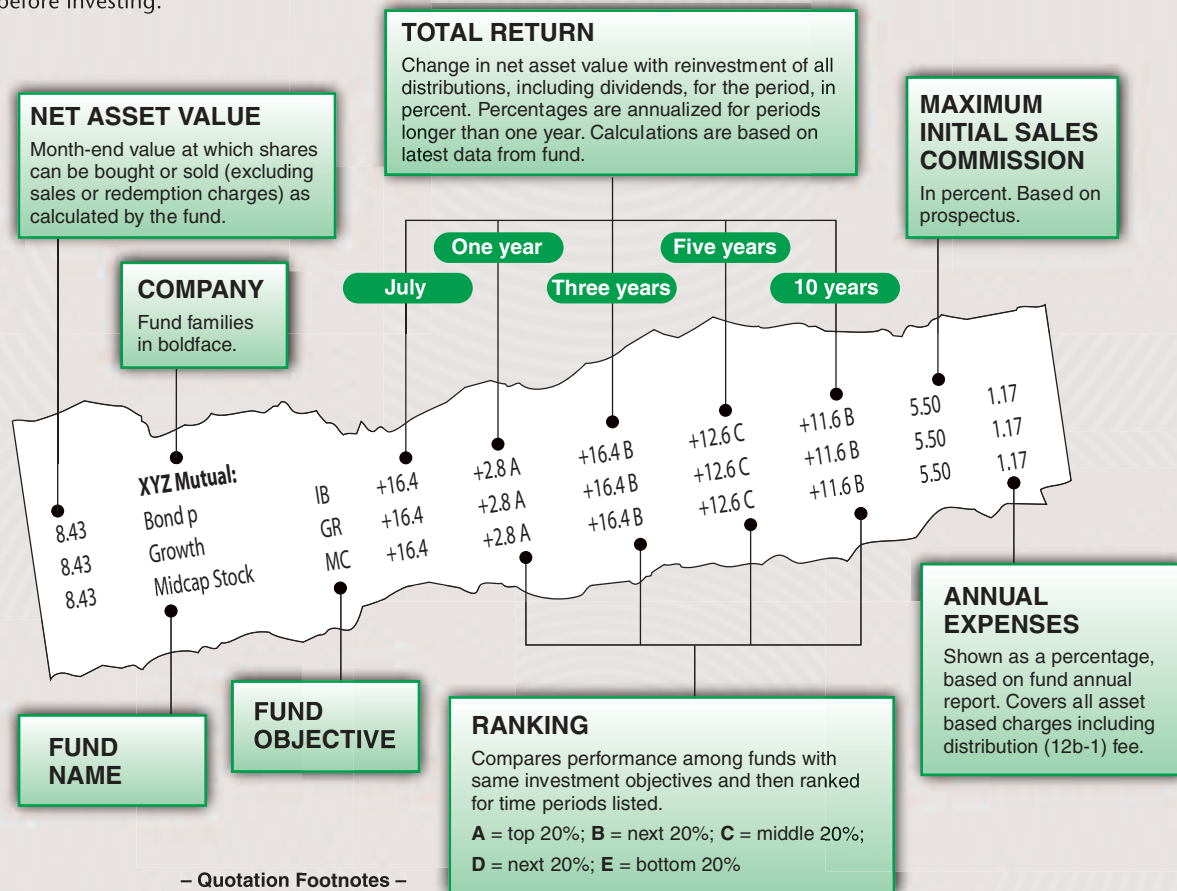 before investing.
TOTAL RETURN
Change in net asset value with reinvestment of all
distributions, including dividends, for the period, in
percent. Percentages are annualized for periods
longer than one year. Calculations are based on
latest data from fund.
NET ASSET VALUE
Month-end value at which shares
can be bought or sold (excluding
sales or redemption charges) as
calculated by the fund.
MAXIMUM
INITIAL SALES
COMMISSION
In percent. Based on
prospectus.
COMPANY
Fund families
in boldface.
July
One year
Three years
Five years
10 years
XYZ Mutual:
8.43 Bond p IB +16.4 +2.8 A +16.4 B +12.6 C +11.6 B 5.50 1.17
8.43 Growth GR +16.4 +2.8 A +16.4 B +12.6 C +11.6 B 5.50 1.17
8.43 Midcap Stock MC +16.4 +2.8 A +16.4 B +12.6 C +11.6 B 5.50 1.17
FUND
NAME
FUND
OBJECTIVE
RANKING
Compares performance among funds with
same investment objectives and then ranked
for time periods listed.
A = top 20%; B = next 20%; C = middle 20%;
D = next 20%; E = bottom 20%
ANNUAL
EXPENSES
Shown as a percentage,
based on fund annual
report. Covers all asset
based charges including
distribution (12b-1) fee.
– Quotation Footnotes –